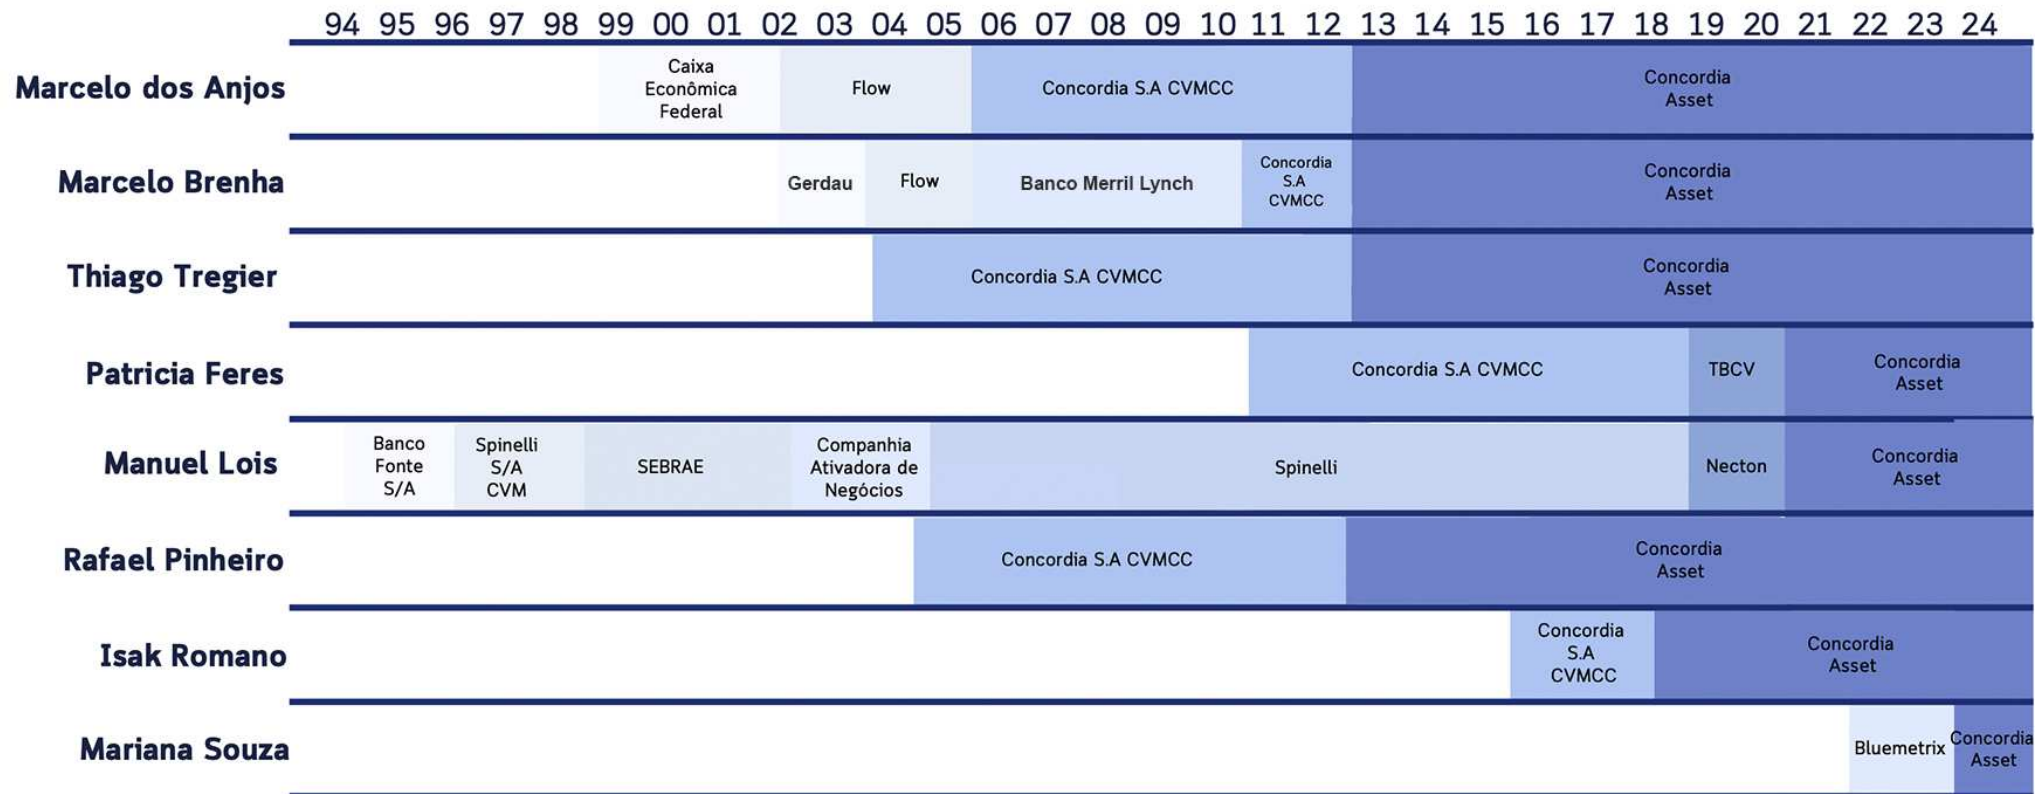 94 95 96 97 98 99 00 01 02 03 04 05 06 07 08 09 10 11 12 13 14 15 16 17 18 19 20 21 22 23 24
Marcelo dos Anjos
Caixa
Econômica
Federal
Flow
Concordia S.A CVMCC
Concordia
Asset
Marcelo Brenha
Gerdau
Flow
Banco Merril Lynch
Concordia
S.A
CVMCC
Concordia
Asset
Thiago Tregier
Concordia S.A CVMCC
Concordia
Asset
Patricia Feres
Concordia S.A CVMCC
TBCV
Concordia
Asset
Manuel Lois
Banco
Fonte
S/A
Spinelli
S/A
CVM
SEBRAE
Companhia
Ativadora de
Negócios
Spinelli
Necton
Concordia
Asset
Rafael Pinheiro
Concordia S.A CVMCC
Concordia
Asset
Isak Romano
Concordia
S.A
CVMCC
Concordia
Asset
Mariana Souza
Bluemetrix
Concordia
Asset